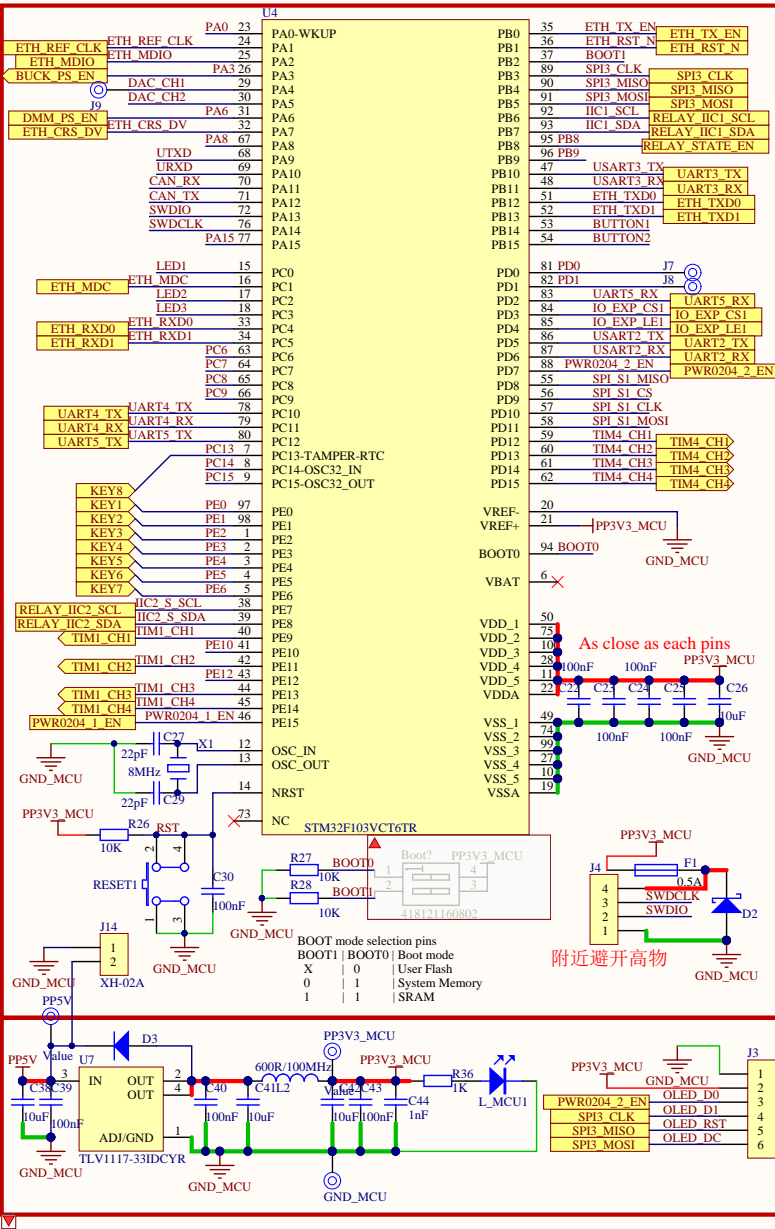 U4
PA0 23 PA0-WKUP PB0 35 ETH_TX_EN ETH_TX_EN
ETH_REF_CLK ETH_REF_CLK 24 PA1 PB1 36 ETH_RST_N ETH_RST_N
ETH_MDIO ETH_MDIO 25 PA2 PB2 37 BOOT1
BUCK_PS_EN PA3 26 PA3 PB3 89 SPI3_CLK SPI3_CLK
DAC_CH1 29 PA4 PB4 90 SPI3_MISO SPI3_MISO
J9 DAC_CH2 30 PA5 PB5 91 SPI3_MOSI SPI3_MOSI
DMM_PS_EN PA6 31 PA6 PB6 92 IIC1_SCL RELAY_IIC1_SCL
ETH_CRS_DV ETH_CRS_DV 32 PA7 PB7 93 IIC1_SDA RELAY_IIC1_SDA
PA8 67 PA8 PB8 95 PB8 RELAY_STATE_EN
UTXD 68 PA9 PB9 96 PB9
URXD 69 PA10 PB10 47 USART3_TX UART3_TX
CAN_RX 70 PA11 PB11 48 USART3_RX UART3_RX
CAN_TX 71 PA12 PB12 51 ETH_TXD0 ETH_TXD0
SWDIO 72 PA13 PB13 52 ETH_TXD1 ETH_TXD1
SWDCLK 76 PA14 PB14 53 BUTTON1
PA15 77 PA15 PB15 54 BUTTON2
LED1 15 PC0 PD0 81 PD0 J7
ETH_MDC ETH_MDC 16 PC1 PD1 82 PD1 J8
LED2 17 PC2 PD2 83 UART5_RX UART5_RX
LED3 18 PC3 PD3 84 IO_EXP_CS1 IO_EXP_CS1
ETH_RXD0 ETH_RXD0 33 PC4 PD4 85 IO_EXP_LE1 IO_EXP_LE1
ETH_RXD1 ETH_RXD1 34 PC5 PD5 86 USART2_TX UART2_TX
PC6 63 PC6 PD6 87 USART2_RX UART2_RX
PC7 64 PC7 PD7 88 PWR0204_2_EN PWR0204_2_EN
PC8 65 PC8 PD8 55 SPI_S1_MISO
PC9 66 PC9 PD9 56 SPI_S1_CS
UART4_TX UART4_TX 78 PC10 PD10 57 SPI_S1_CLK
UART4_RX UART4_RX 79 PC11 PD11 58 SPI_S1_MOSI
UART5_TX UART5_TX 80 PC12 PD12 59 TIM4_CH1 TIM4_CH1
PC13 7 PC13-TAMPER-RTC PD13 60 TIM4_CH2 TIM4_CH2
PC14 8 PC14-OSC32_IN PD14 61 TIM4_CH3 TIM4_CH3
PC15 9 PC15-OSC32_OUT PD15 62 TIM4_CH4 TIM4_CH4
KEY8
KEY1 PE0 97 PE0 VREF- 20
KEY2 PE1 98 PE1 VREF+ 21 PP3V3_MCU
KEY3 PE2 1 PE2
KEY4 PE3 2 PE3 BOOT0 94 BOOT0 GND_MCU
KEY5 PE4 3 PE4
KEY6 PE5 4 PE5 VBAT 6
KEY7 PE6 5 PE6
RELAY_IIC2_SCL IIC2_S_SCL 38 PE7
RELAY_IIC2_SDA IIC2_S_SDA 39 PE8 VDD_1 50
TIM1_CH1 TIM1_CH1 40 PE9 VDD_2 75
PE10 41 PE10 VDD_3 10 As close as each pins
TIM1_CH2 TIM1_CH2 42 PE11 VDD_4 28 100nF 100nF PP3V3_MCU
PE12 43 PE12 VDD_5 11
TIM1_CH3 TIM1_CH3 44 PE13 VDDA 22 C22 C23 C24 C25 C26
TIM1_CH4 TIM1_CH4 45 PE14
PWR0204_1_EN PWR0204_1_EN 46 PE15 VSS_1 49 10uF
VSS_2 74 100nF 100nF
C27 X1 12 OSC_IN VSS_3 99
22pF 8MHz 13 OSC_OUT VSS_4 27 GND_MCU
GND_MCU VSS_5 10
22pF C29 14 NRST VSSA 19
PP3V3_MCU R26 RST 73 NC
10K STM32F103VCT6TR
2 4
RESET1 1 3
C30 100nF
GND_MCU
R27 BOOT0 10K
R28 BOOT1 10K
GND_MCU
Boot? PP3V3_MCU
1 4
2 3
418121160802
PP3V3_MCU
J4 F1
4 0.5A
3 SWDCLK
2 SWDIO D2
1
附近避开高物 GND_MCU
BOOT mode selection pins
BOOT1 | BOOT0 | Boot mode
X | 0 | User Flash
0 | 1 | System Memory
1 | 1 | SRAM
J14
1
2
GND_MCU XH-02A
PP5V
Value D3
PP5V U7
C38 C39 3 IN OUT 2
OUT 4
10uF 100nF ADJ/GND 1
TLV1117-33IDCYR
GND_MCU
C40 C41 L2 600R/100MHz
100nF 10uF
GND_MCU
PP3V3_MCU
Value PP3V3_MCU
C42 C43 C44
10uF 100nF 1nF
R36 1K L_MCU1
GND_MCU
J3
GND_MCU 1
PP3V3_MCU 2
PWR0204_2_EN OLED_D0 3
SPI3_CLK OLED_D1 4
SPI3_MISO OLED_RST 5
SPI3_MOSI OLED_DC 6